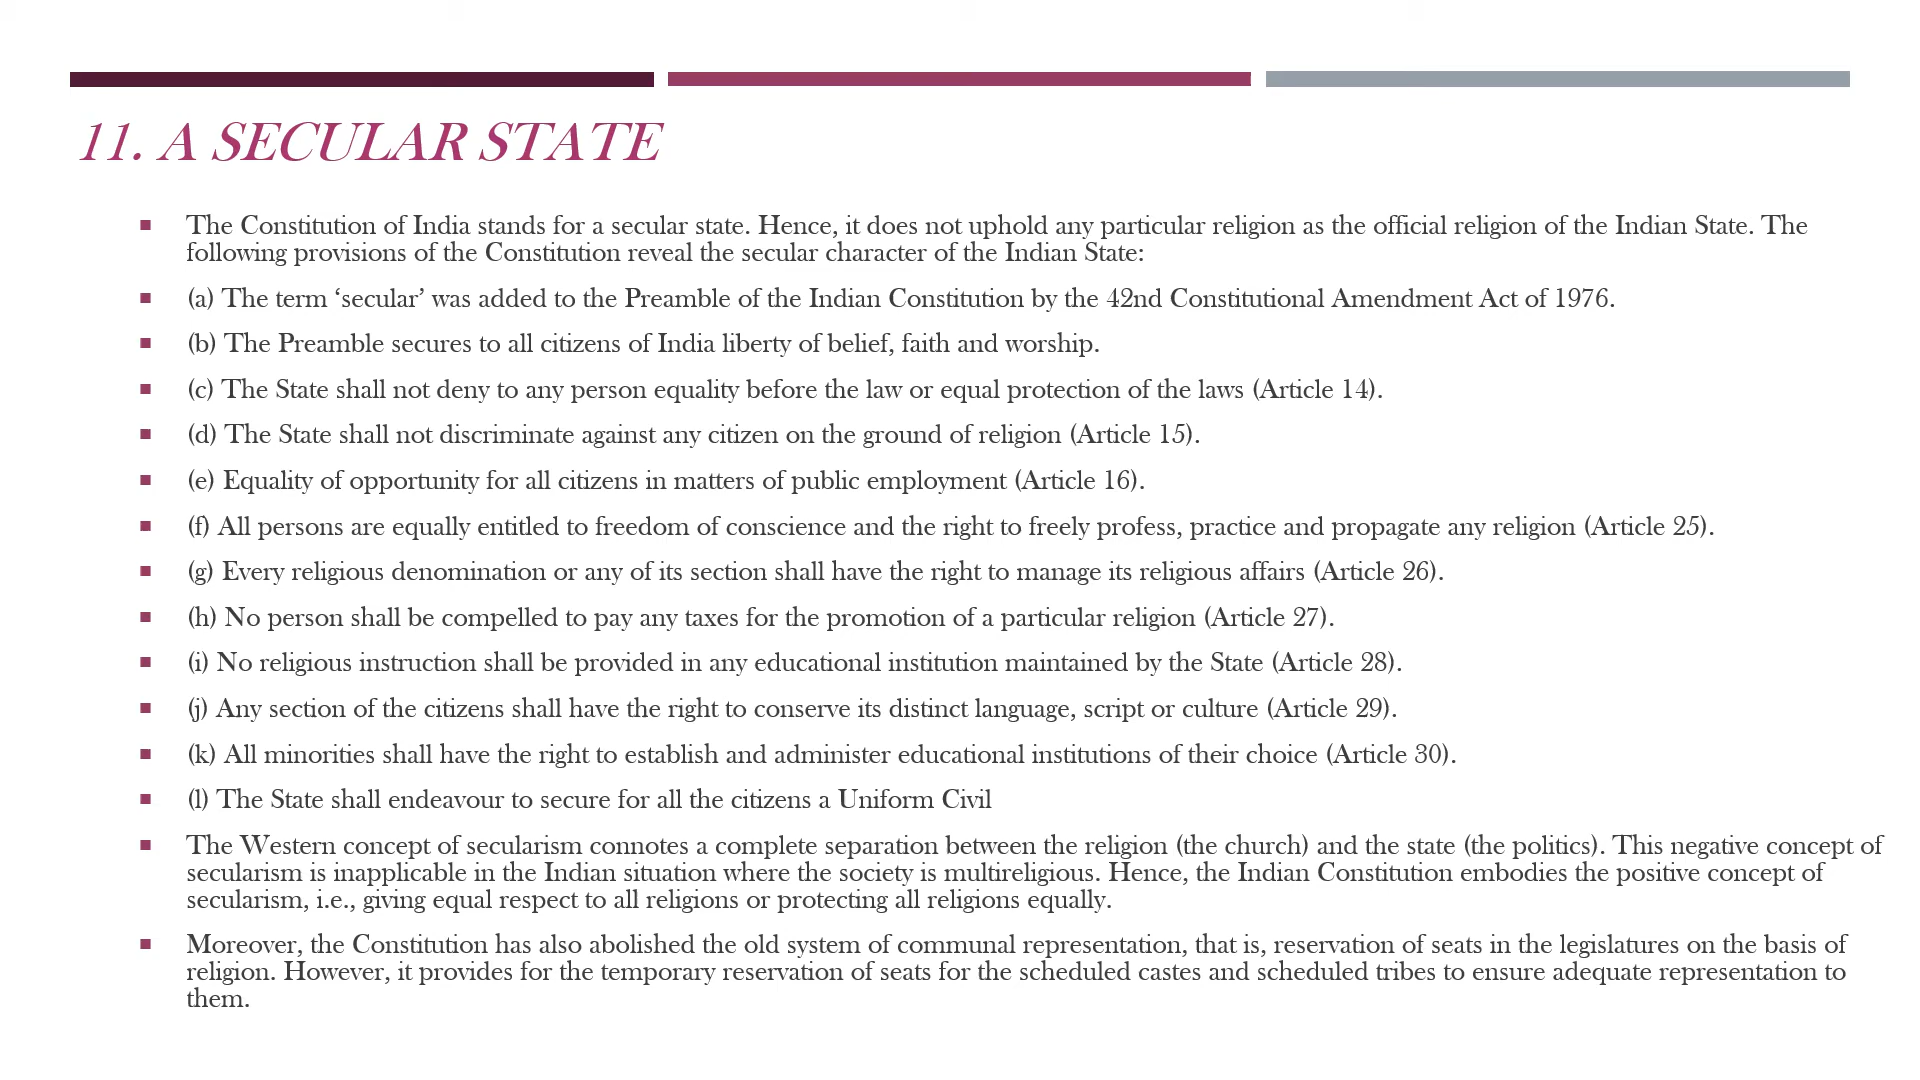 11. A SECULAR STATE
The Constitution of India stands for a secular state. Hence, it does not uphold any particular religion as the official religion of the Indian State. The
following provisions of the Constitution reveal the secular character of the Indian State:
(a) The term ‘secular’ was added to the Preamble of the Indian Constitution by the 42nd Constitutional Amendment Act of 1976.
(b) The Preamble secures to all citizens of India liberty of belief, faith and worship.
(c) The State shall not deny to any person equality before the law or equal protection of the laws (Article 14).
(d) The State shall not discriminate against any citizen on the ground of religion (Article 15).
(e) Equality of opportunity for all citizens in matters of public employment (Article 16).
(f) All persons are equally entitled to freedom of conscience and the right to freely profess, practice and propagate any religion (Article 25).
(g) Every religious denomination or any of its section shall have the right to manage its religious affairs (Article 26).
(h) No person shall be compelled to pay any taxes for the promotion of a particular religion (Article 27).
(i) No religious instruction shall be provided in any educational institution maintained by the State (Article 28).
(j) Any section of the citizens shall have the right to conserve its distinct language, script or culture (Article 29).
(k) All minorities shall have the right to establish and administer educational institutions of their choice (Article 30).
(l) The State shall endeavour to secure for all the citizens a Uniform Civil
The Western concept of secularism connotes a complete separation between the religion (the church) and the state (the politics). This negative concept of
secularism is inapplicable in the Indian situation where the society is multireligious. Hence, the Indian Constitution embodies the positive concept of
secularism, i.e., giving equal respect to all religions or protecting all religions equally.
Moreover, the Constitution has also abolished the old system of communal representation, that is, reservation of seats in the legislatures on the basis of
religion. However, it provides for the temporary reservation of seats for the scheduled castes and scheduled tribes to ensure adequate representation to
them.